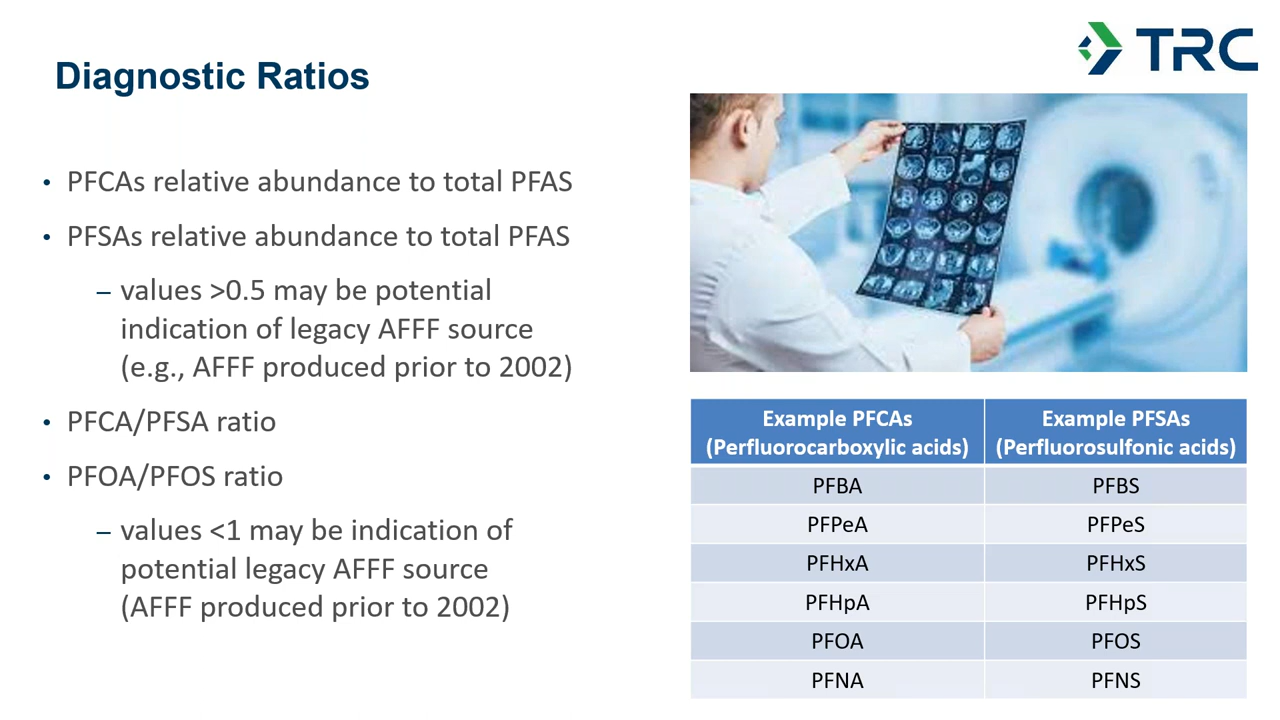 TRC
Diagnostic Ratios
• PFCAs relative abundance to total PFAS
• PFSAs relative abundance to total PFAS
– values >0.5 may be potential
indication of legacy AFFF source
(e.g., AFFF produced prior to 2002)
• PFCA/PFSA ratio
• PFOA/PFOS ratio
– values <1 may be indication of
potential legacy AFFF source
(AFFF produced prior to 2002)
Example PFCAs
(Perfluorocarboxylic acids)
Example PFSAs
(Perfluorosulfonic acids)
PFBA PFBS
PFPeA PFPeS
PFHxA PFHxS
PFHpA PFHpS
PFOA PFOS
PFNA PFNS